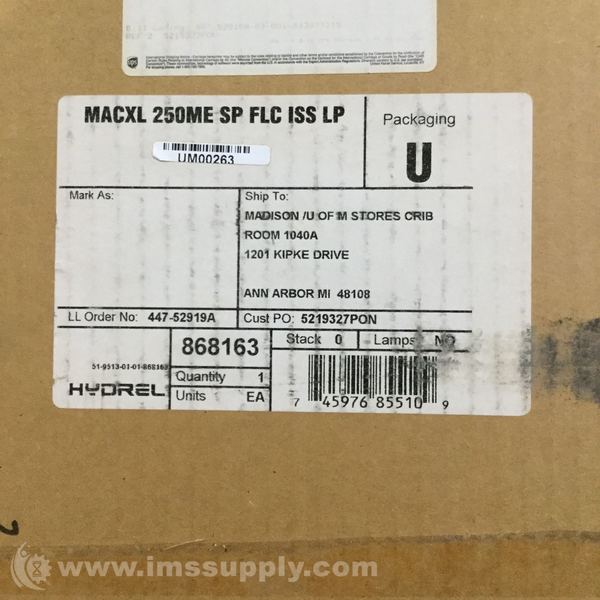 ups
MACXL 250ME SP FLC ISS LP
UM00263
Packaging
U
Mark As:
Ship To:
MADISON /U OF M STORES CRIB
ROOM 1040A
1201 KIPKE DRIVE
ANN ARBOR MI 48108
LL Order No: 447-52919A
Cust PO: 5219327PON
51-9513-01-01-868163
HYDREL
868163
Quantity 1
Units EA
Stack 0
Lamps NO
7 45976 85510 9
www.imssupply.com